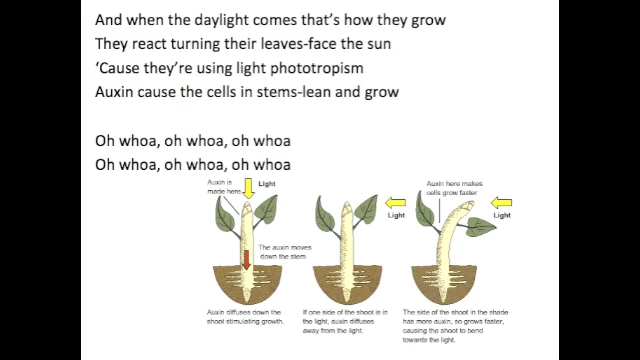 And when the daylight comes that’s how they grow
They react turning their leaves-face the sun
‘Cause they’re using light phototropism
Auxin cause the cells in stems-lean and grow
Oh whoa, oh whoa, oh whoa
Oh whoa, oh whoa, oh whoa
Auxin is
made here
Light
The auxin moves
down the stem
Auxin diffuses down the
shoot stimulating growth.
Light
If one side of the shoot is in
the light, auxin diffuses
away from the light.
Auxin here makes
cells grow faster
Light
The side of the shoot in the shade
has more auxin, so grows faster,
causing the shoot to bend
towards the light.